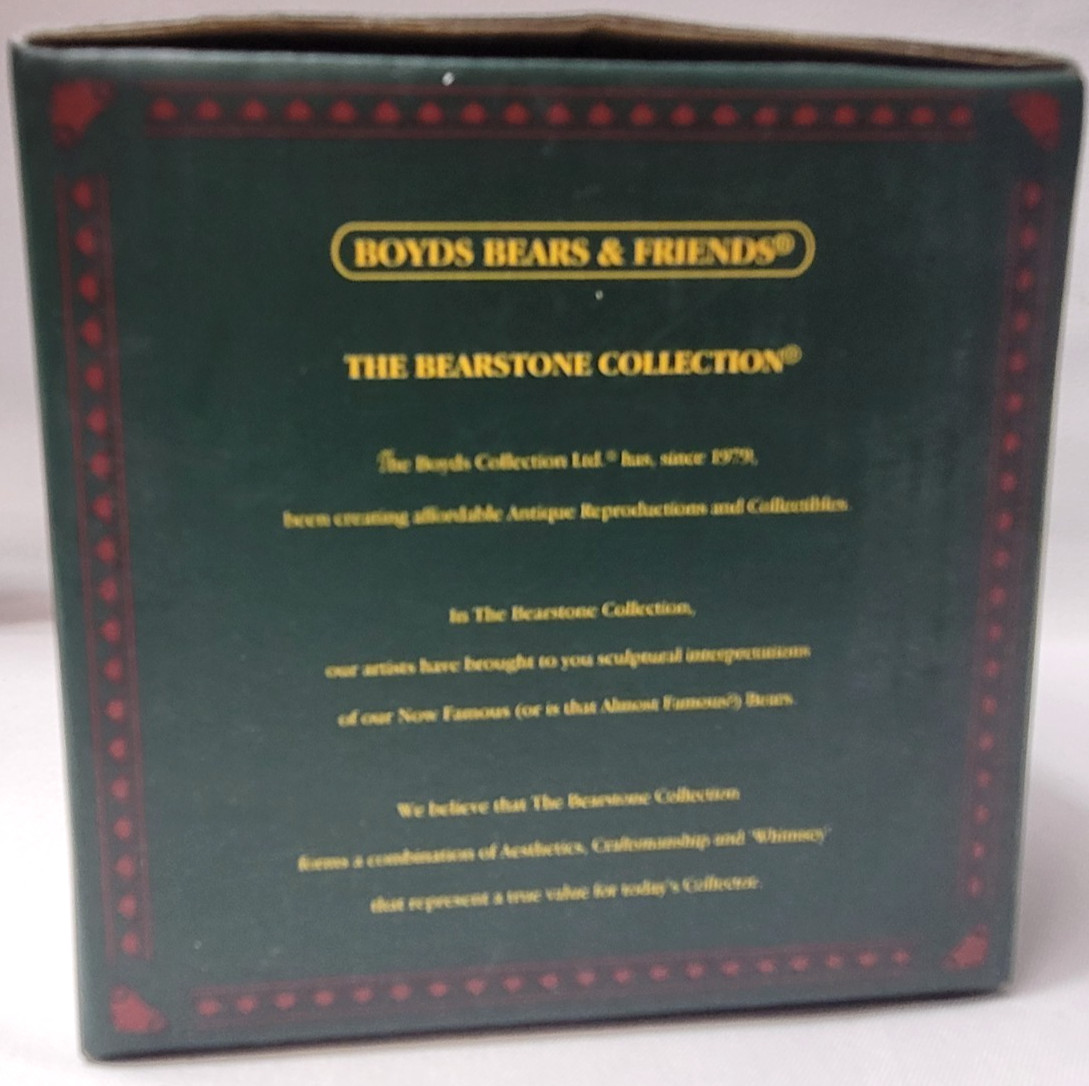 BOYDS BEARS & FRIENDS®
THE BEARSTONE COLLECTION®
The Boyds Collection Ltd.® has, since 1979,
been creating affordable Antique Reproductions and Collectibles.
In The Bearstone Collection,
our artists have brought to you sculptural interpectations
of our Now Famous (or is that Almost Famous?) Bears.
We believe that The Bearstone Collection
forms a combination of Aesthetics, Craftsmanship and 'Whimsey'
that represent a true value for today's Collector.